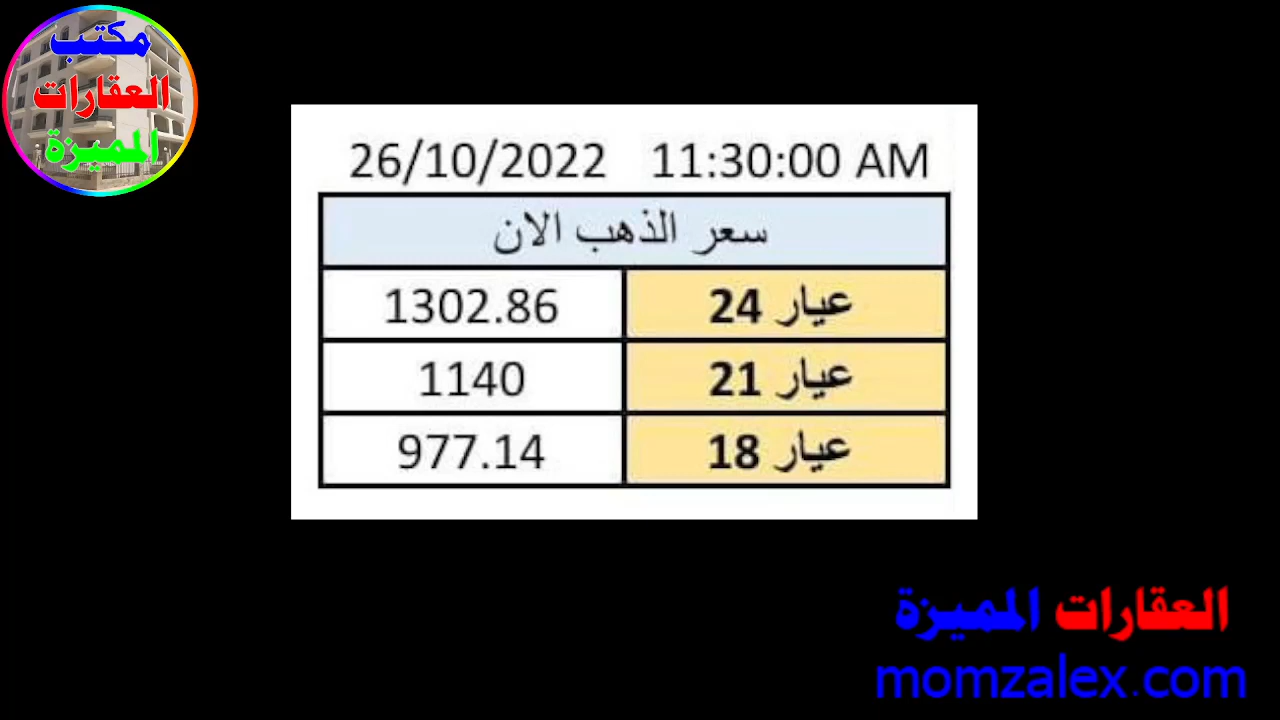 مكتب
العقارات
المميزة
26/10/2022 11:30:00 AM
سعر الذهب الان
عيار 24 1302.86
عيار 21 1140
عيار 18 977.14
العقارات المميزة
momzalex.com